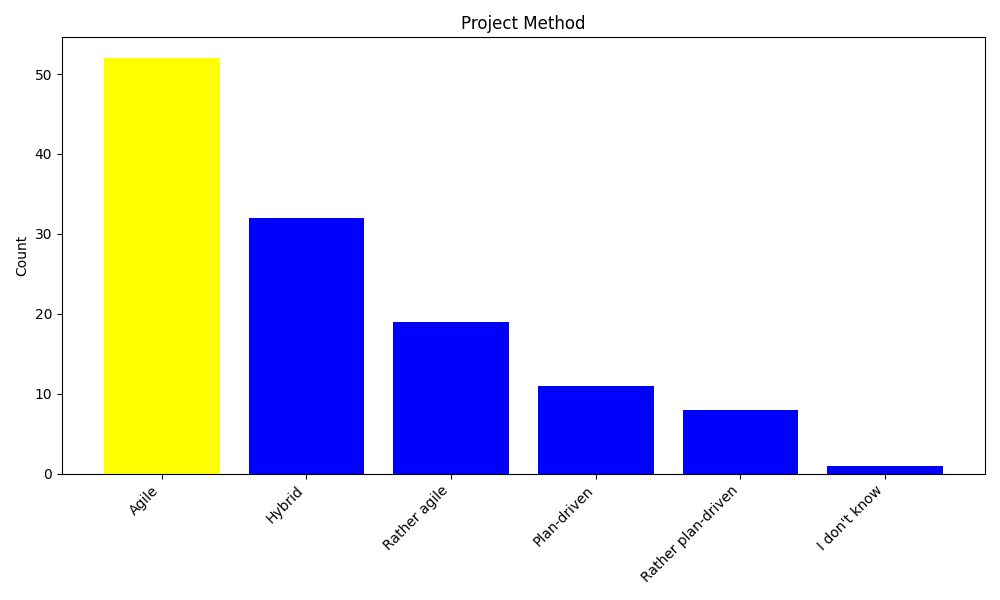 Project Method
Count
50
40
30
20
10
0
Agile
Hybrid
Rather agile
Plan-driven
Rather plan-driven
I don't know